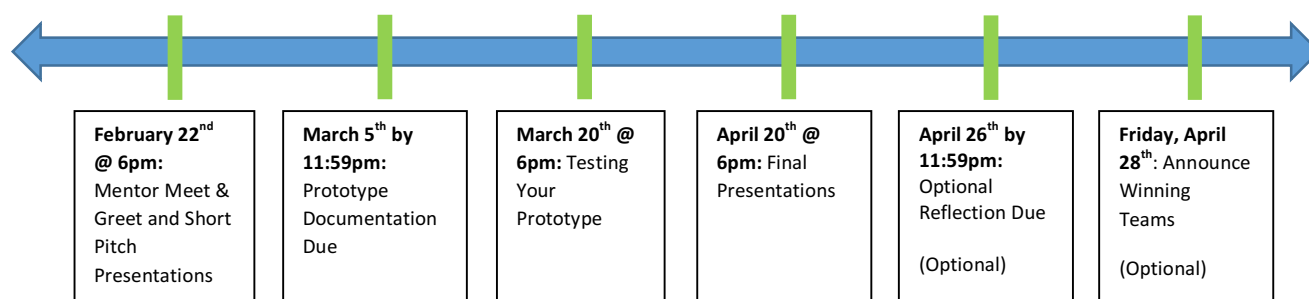 February 22nd
@ 6pm:
Mentor Meet &
Greet and Short
Pitch
Presentations
March 5th by
11:59pm:
Prototype
Documentation
Due
March 20th @
6pm: Testing
Your
Prototype
April 20th @
6pm: Final
Presentations
April 26th by
11:59pm:
Optional
Reflection Due
(Optional)
Friday, April
28th: Announce
Winning
Teams
(Optional)